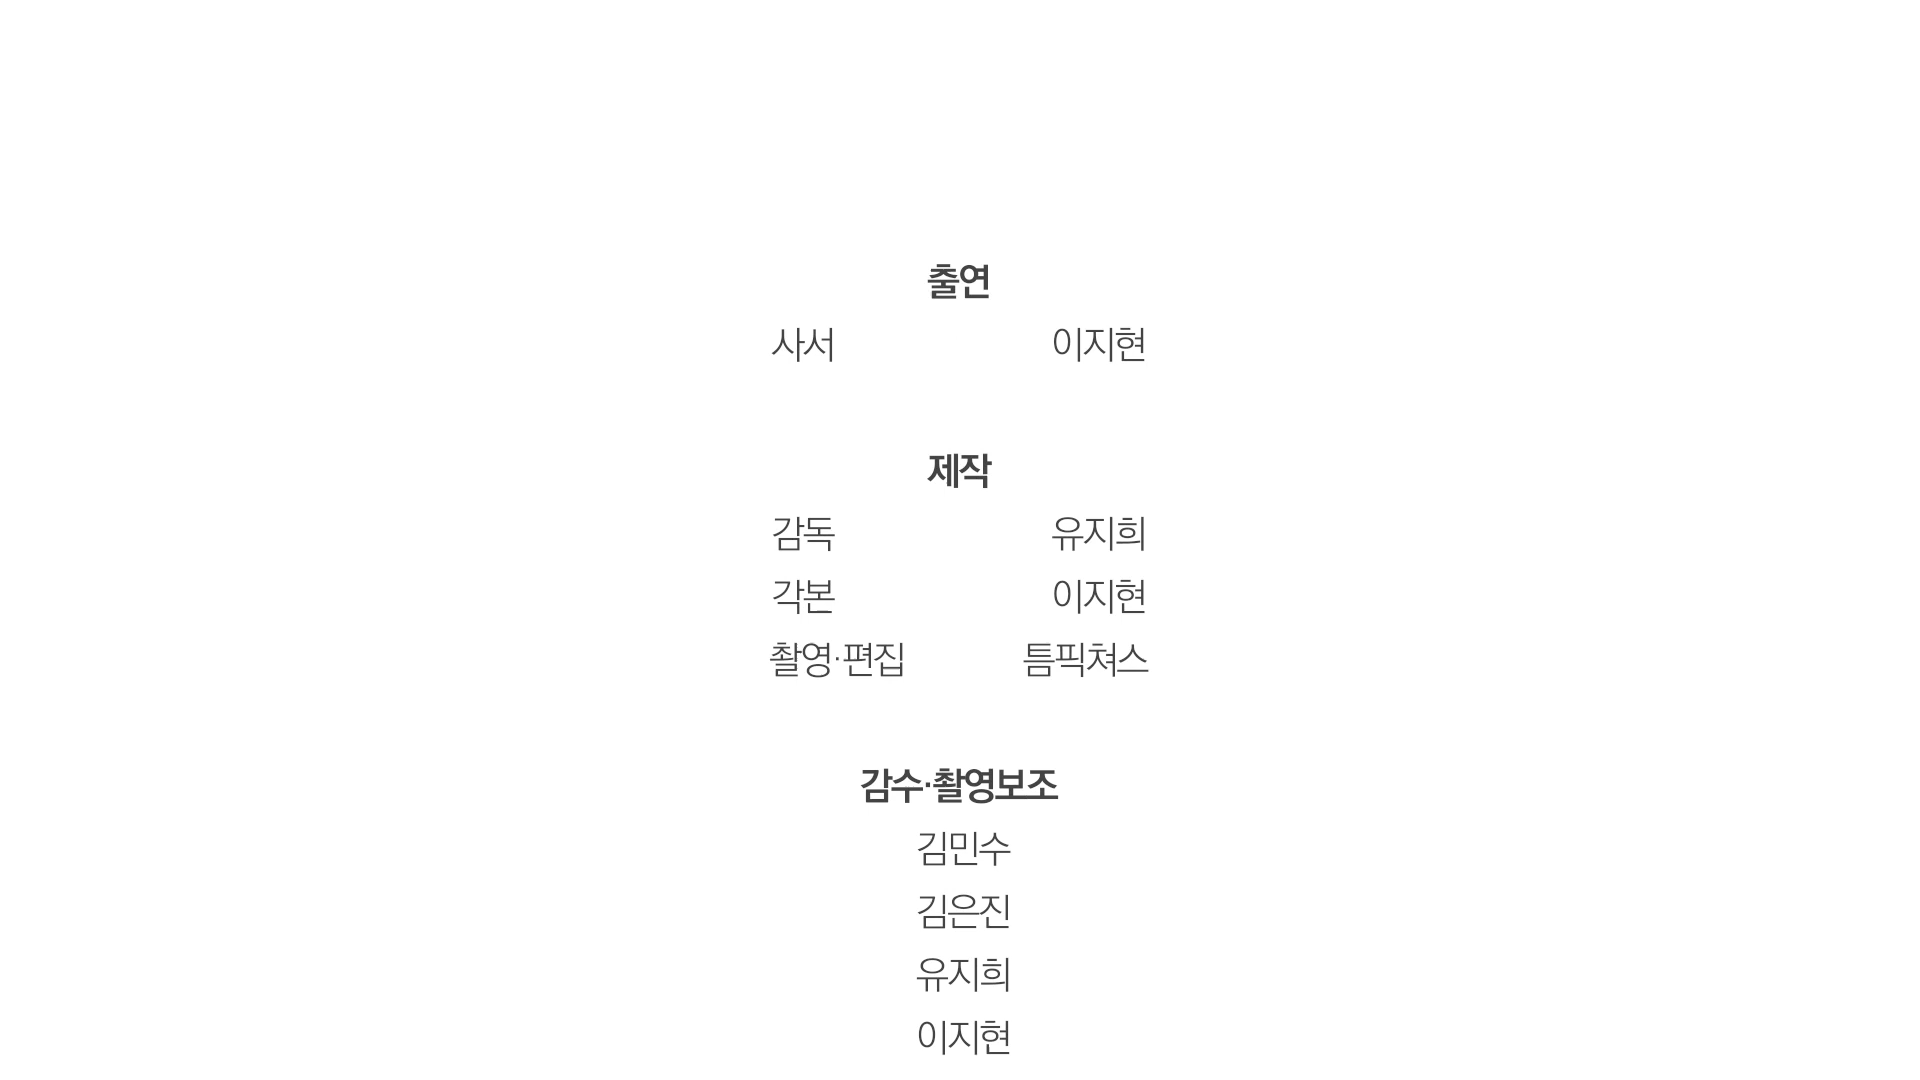 출연
사서 이지현
제작
감독 유지희
각본 이지현
촬영·편집 틈픽쳐스
감수·촬영보조
김민수
김은진
유지희
이지현